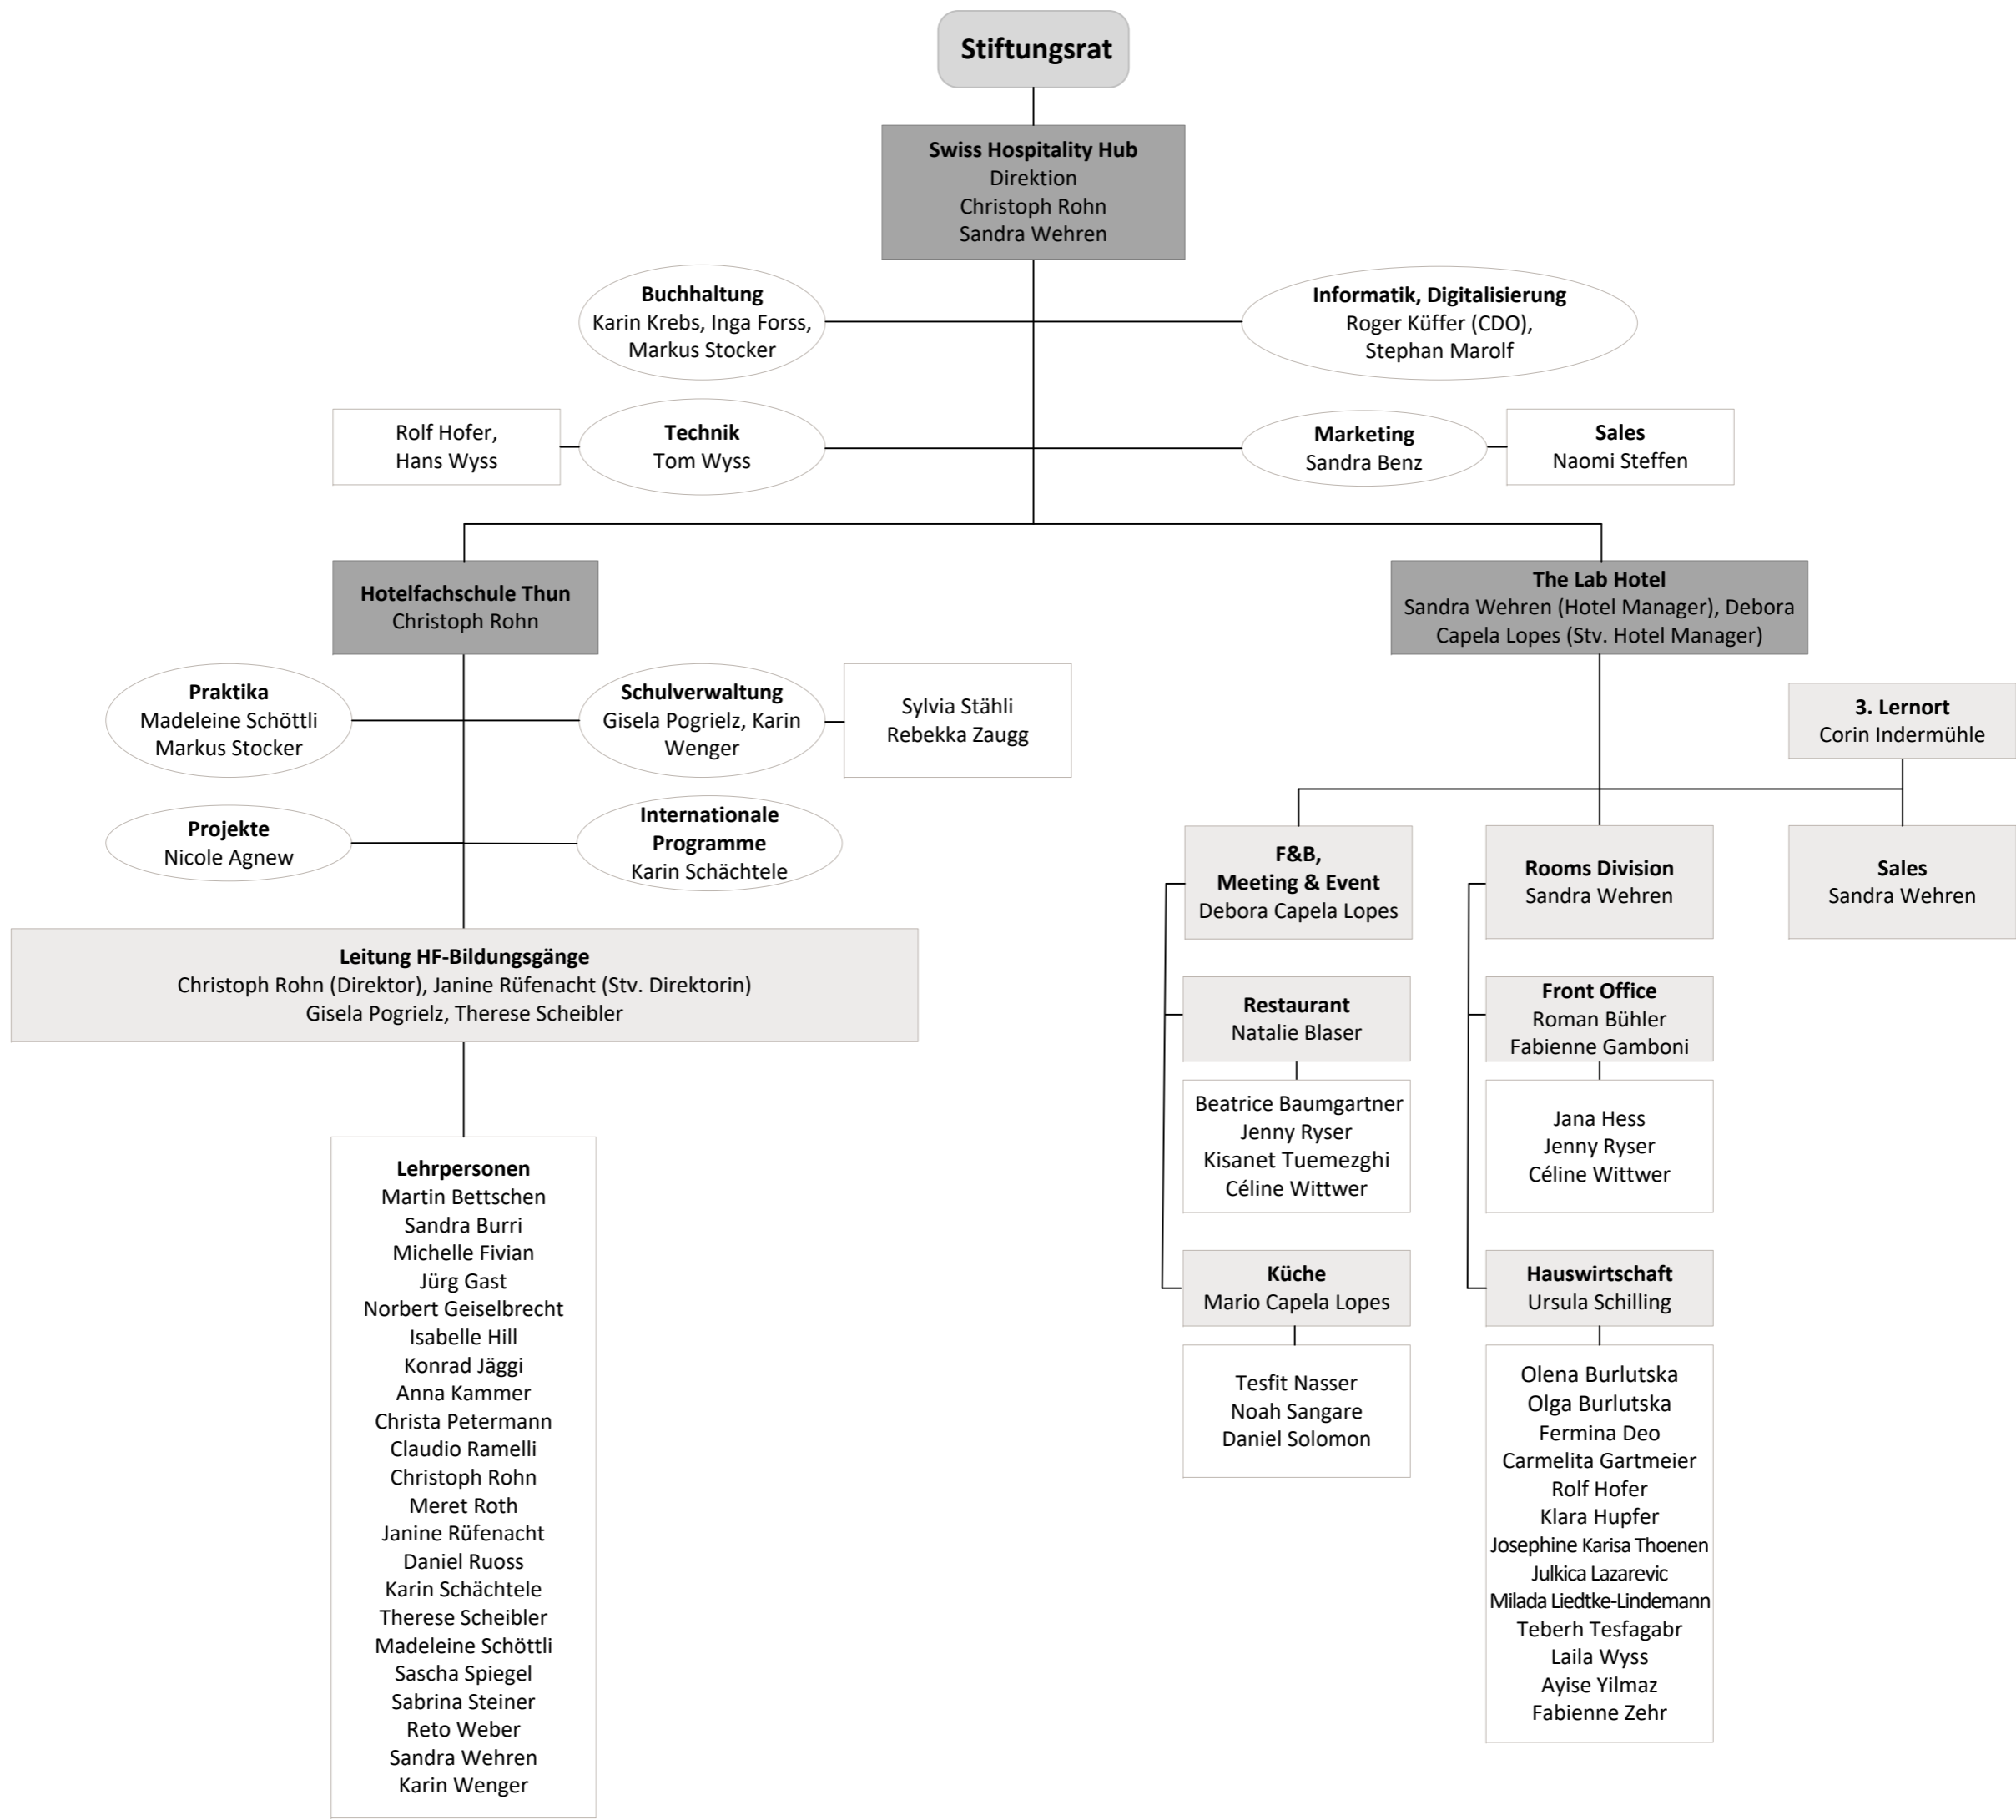 Stiftungsrat
Swiss Hospitality Hub
Direktion
Christoph Rohn
Sandra Wehren
Buchhaltung
Karin Krebs, Inga Forss,
Markus Stocker
Informatik, Digitalisierung
Roger Küffer (CDO),
Stephan Marolf
Rolf Hofer,
Hans Wyss
Technik
Tom Wyss
Marketing
Sandra Benz
Sales
Naomi Steffen
Hotelfachschule Thun
Christoph Rohn
The Lab Hotel
Sandra Wehren (Hotel Manager), Debora
Capela Lopes (Stv. Hotel Manager)
Praktika
Madeleine Schöttli
Markus Stocker
Schulverwaltung
Gisela Pogrielz, Karin
Wenger
Sylvia Stähli
Rebekka Zaugg
3. Lernort
Corin Indermühle
Projekte
Nicole Agnew
Internationale
Programme
Karin Schächtele
F&B,
Meeting & Event
Debora Capela Lopes
Rooms Division
Sandra Wehren
Sales
Sandra Wehren
Leitung HF-Bildungsgänge
Christoph Rohn (Direktor), Janine Rüfenacht (Stv. Direktorin)
Gisela Pogrielz, Therese Scheibler
Restaurant
Natalie Blaser
Front Office
Roman Bühler
Fabienne Gamboni
Beatrice Baumgartner
Jenny Ryser
Kisanet Tuemezghi
Céline Wittwer
Jana Hess
Jenny Ryser
Céline Wittwer
Küche
Mario Capela Lopes
Hauswirtschaft
Ursula Schilling
Tesfit Nasser
Noah Sangare
Daniel Solomon
Olena Burlutska
Olga Burlutska
Fermina Deo
Carmelita Gartmeier
Rolf Hofer
Klara Hupfer
Josephine Karisa Thoenen
Julkica Lazarevic
Milada Liedtke-Lindemann
Teberh Tesfagabr
Laila Wyss
Ayise Yilmaz
Fabienne Zehr
Lehrpersonen
Martin Bettschen
Sandra Burri
Michelle Fivian
Jürg Gast
Norbert Geiselbrecht
Isabelle Hill
Konrad Jäggi
Anna Kammer
Christa Petermann
Claudio Ramelli
Christoph Rohn
Meret Roth
Janine Rüfenacht
Daniel Ruoss
Karin Schächtele
Therese Scheibler
Madeleine Schöttli
Sascha Spiegel
Sabrina Steiner
Reto Weber
Sandra Wehren
Karin Wenger